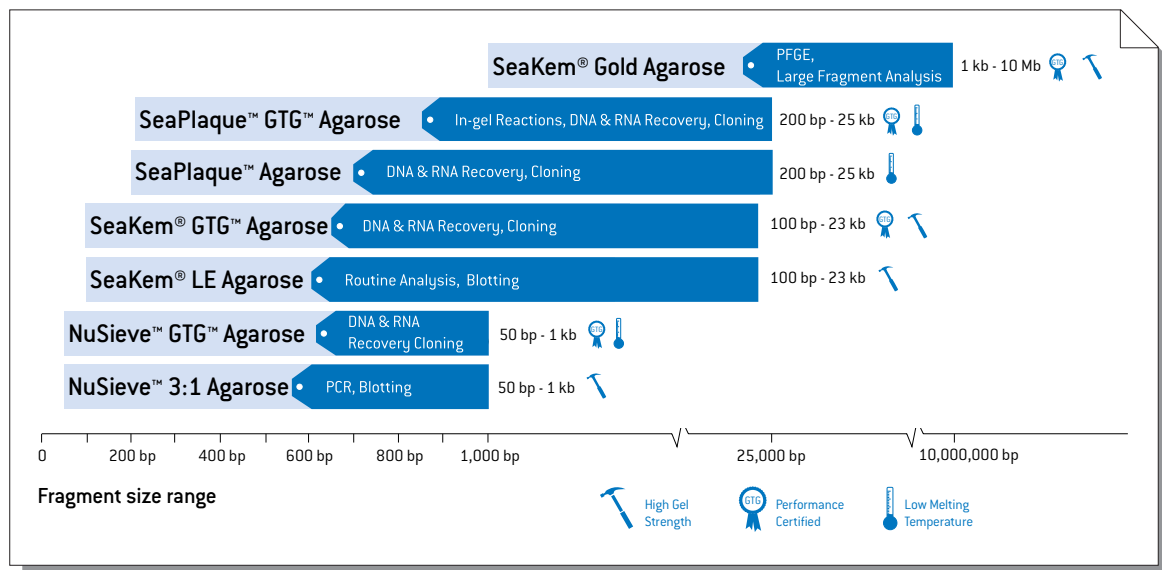 SeaKem® Gold Agarose
PFGE,
Large Fragment Analysis
1 kb - 10 Mb
GTG
SeaPlaque™ GTG™ Agarose
In-gel Reactions, DNA & RNA Recovery, Cloning
200 bp - 25 kb
GTG
SeaPlaque™ Agarose
DNA & RNA Recovery, Cloning
200 bp - 25 kb
SeaKem® GTG™ Agarose
DNA & RNA Recovery, Cloning
100 bp - 23 kb
GTG
SeaKem® LE Agarose
Routine Analysis, Blotting
100 bp - 23 kb
NuSieve™ GTG™ Agarose
DNA & RNA
Recovery Cloning
50 bp - 1 kb
GTG
NuSieve™ 3:1 Agarose
PCR, Blotting
50 bp - 1 kb
0 200 bp 400 bp 600 bp 800 bp 1,000 bp 25,000 bp 10,000,000 bp
Fragment size range
High Gel
Strength
GTG
Performance
Certified
Low Melting
Temperature